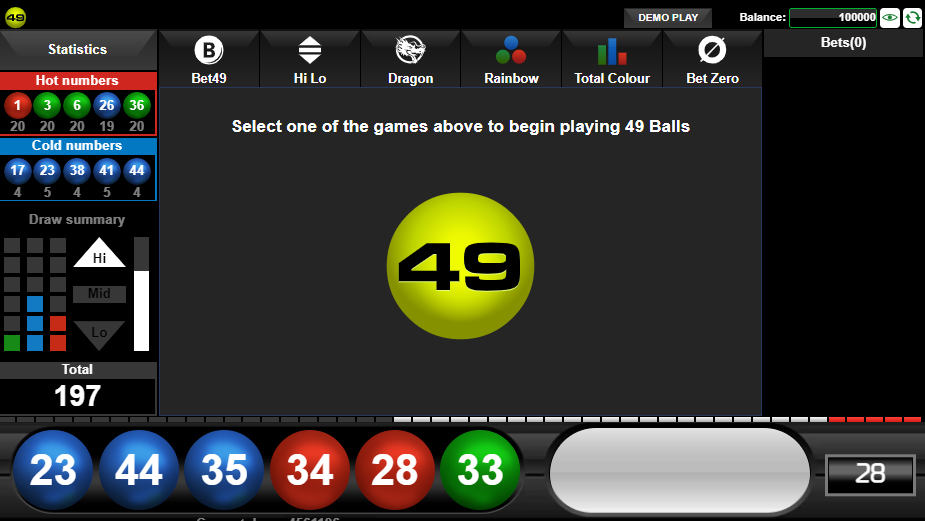 49
DEMO PLAY
Balance:
100000
Statistics
Bet49
Hi Lo
Dragon
Rainbow
Total Colour
Bet Zero
Bets(0)
Hot numbers
1 3 6 26 36
20 20 20 19 20
Cold numbers
17 23 38 41 44
4 5 4 5 4
Draw summary
Hi
Mid
Lo
Total
197
Select one of the games above to begin playing 49 Balls
49
23 44 35 34 28 33
28